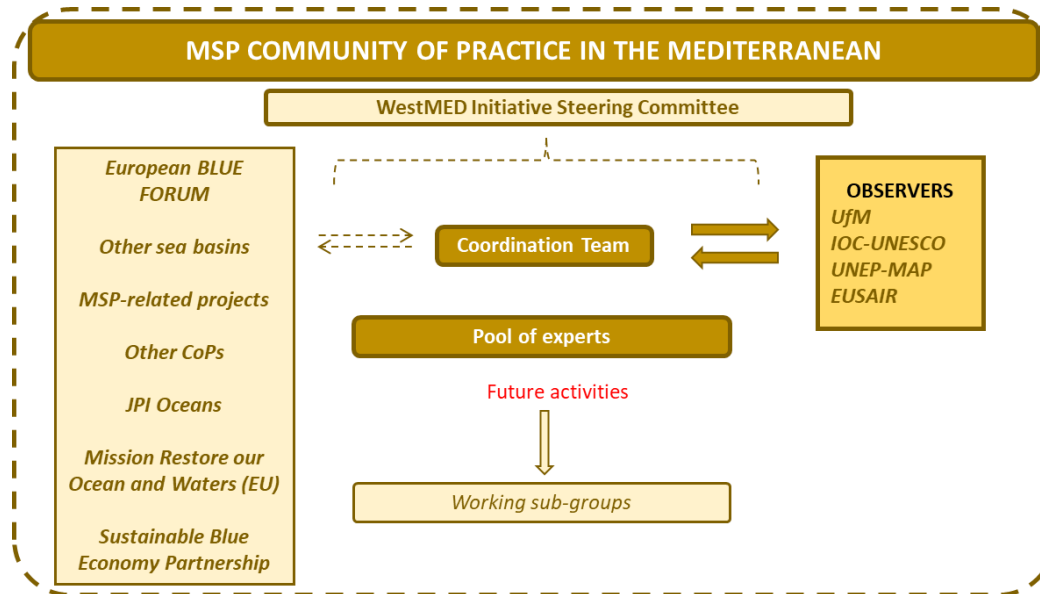 MSP COMMUNITY OF PRACTICE IN THE MEDITERRANEAN
WestMED Initiative Steering Committee
European BLUE
FORUM
Other sea basins
MSP-related projects
Other CoPs
JPI Oceans
Mission Restore our
Ocean and Waters (EU)
Sustainable Blue
Economy Partnership
Coordination Team
Pool of experts
Future activities
Working sub-groups
OBSERVERS
UfM
IOC-UNESCO
UNEP-MAP
EUSAIR